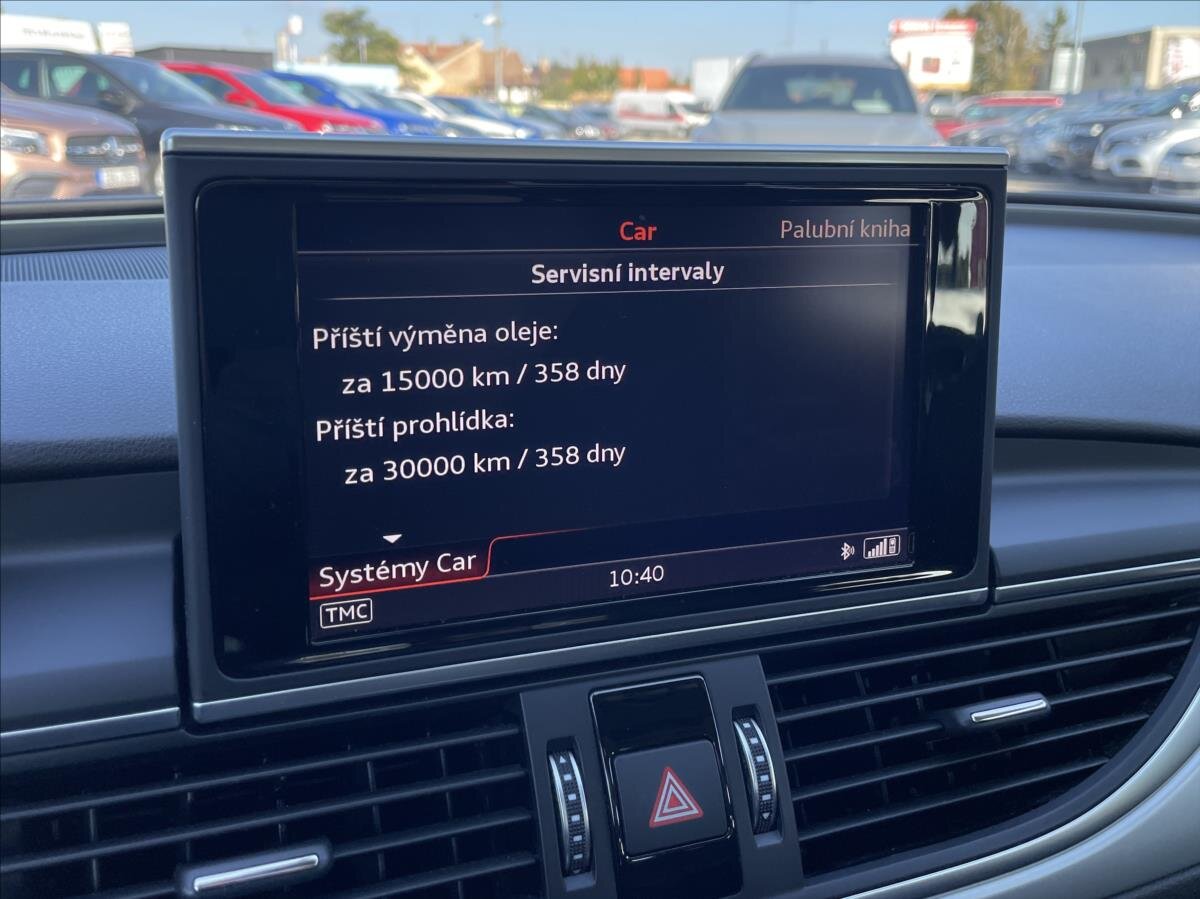 Car
Palubní kniha
Servisní intervaly
Příští výměna oleje:
za 15000 km / 358 dny
Příští prohlídka:
za 30000 km / 358 dny
Systémy Car
10:40
TMC